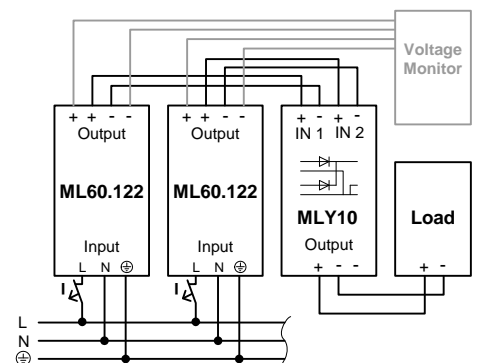 Voltage
Monitor
+ + - -
Output
ML60.122
Input
L N ⏚
I
+ + - -
Output
ML60.122
Input
L N ⏚
I
+ - + -
IN 1 IN 2
MLY10
Output
+ - -
Load
+ -
L
N
⏚